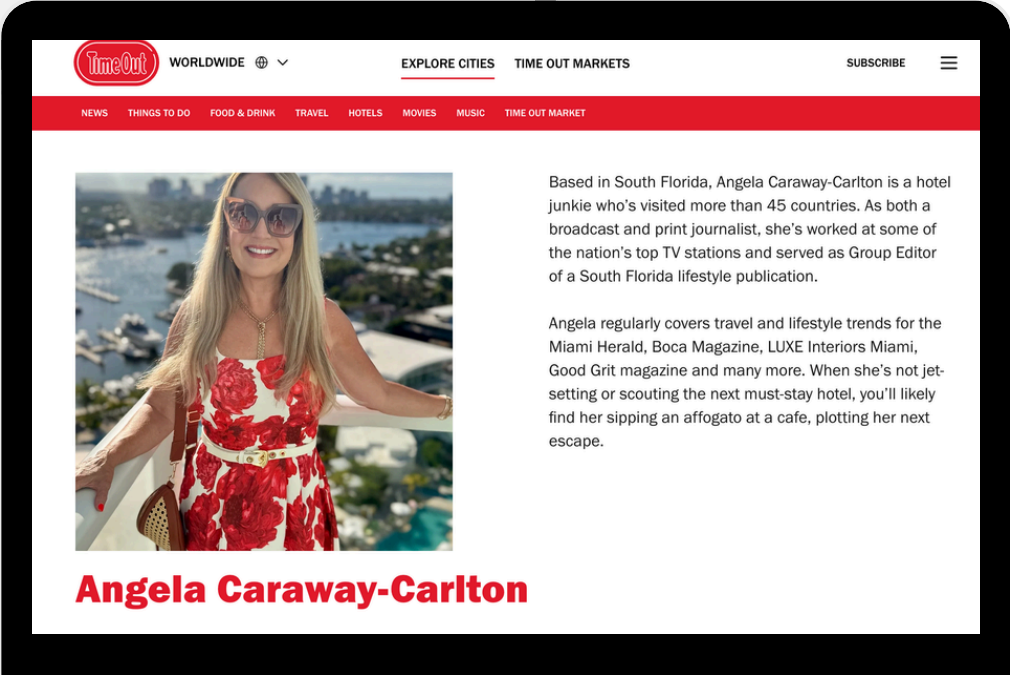 TimeOut
WORLDWIDE
EXPLORE CITIES
TIME OUT MARKETS
SUBSCRIBE
NEWS
THINGS TO DO
FOOD & DRINK
TRAVEL
HOTELS
MOVIES
MUSIC
TIME OUT MARKET
Based in South Florida, Angela Caraway-Carlton is a hotel
junkie who’s visited more than 45 countries. As both a
broadcast and print journalist, she’s worked at some of
the nation’s top TV stations and served as Group Editor
of a South Florida lifestyle publication.
Angela regularly covers travel and lifestyle trends for the
Miami Herald, Boca Magazine, LUXE Interiors Miami,
Good Grit magazine and many more. When she’s not jet-
setting or scouting the next must-stay hotel, you’ll likely
find her sipping an affogato at a cafe, plotting her next
escape.
Angela Caraway-Carlton